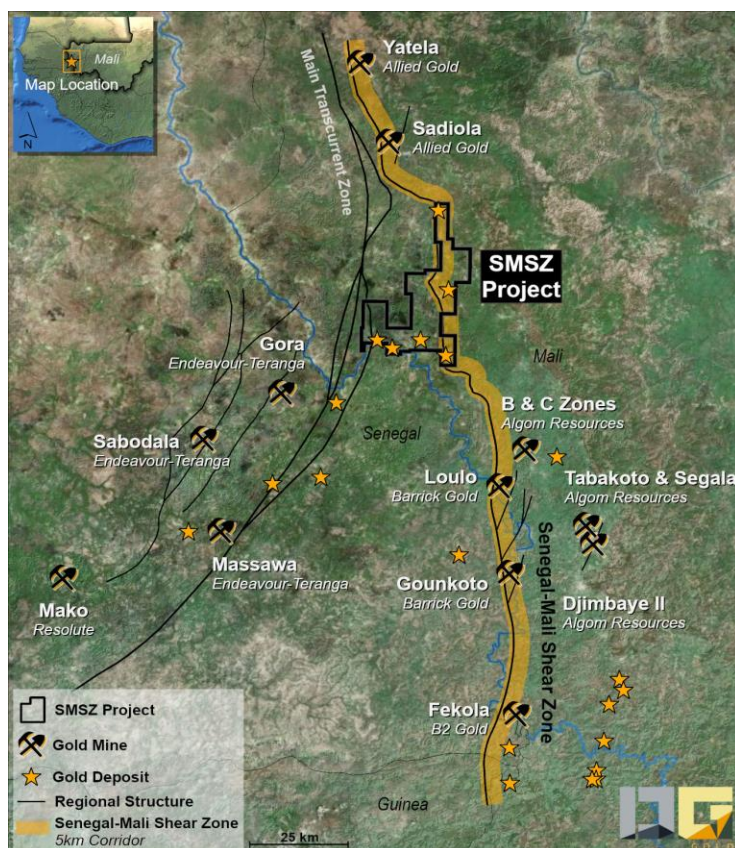 Mali
Map Location
N
Main Transcurrent Zone
Yatela
Allied Gold
Sadiola
Allied Gold
SMSZ
Project
Mali
Gora
Endeavour-Teranga
Senegal
Sabodala
Endeavour-Teranga
B & C Zones
Algom Resources
Loulo
Barrick Gold
Tabakoto & Segala
Algom Resources
Massawa
Endeavour-Teranga
Gounkoto
Barrick Gold
Senegal-Mali Shear Zone
Djimbaye II
Algom Resources
Mako
Resolute
Fekola
B2 Gold
Guinea
SMSZ Project
Gold Mine
Gold Deposit
Regional Structure
Senegal-Mali Shear Zone
5km Corridor
25 km
GOLD